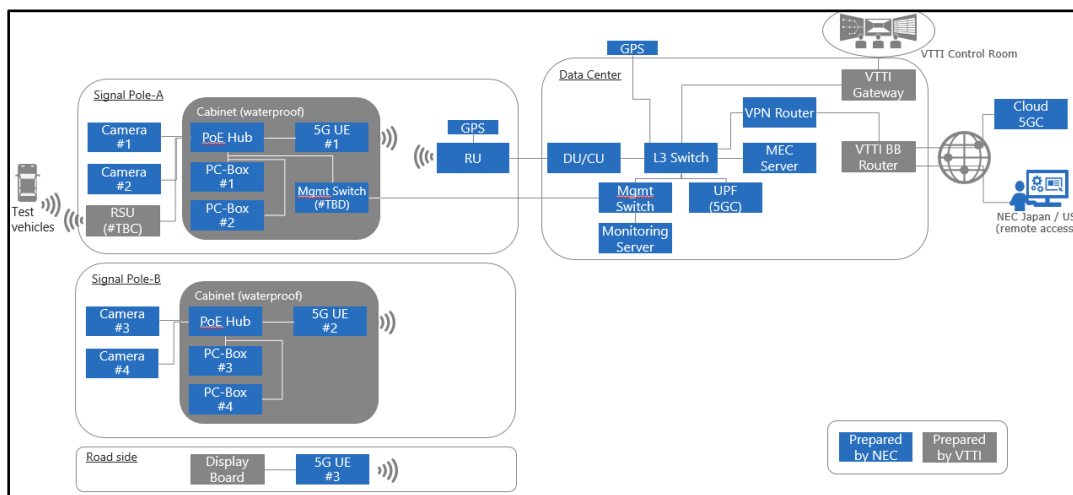 VTTI Control Room
GPS
Data Center
VTTI
Gateway
Signal Pole-A
Cabinet (waterproof)
Camera
#1
PoE Hub
5G UE
#1
GPS
VPN Router
Cloud
5GC
Camera
#2
PC-Box
#1
RU
DU/CU
L3 Switch
MEC
Server
VTTI BB
Router
Test
vehicles
RSU
(#TBC)
PC-Box
#2
Mgmt Switch
(#TBD)
Mgmt
Switch
UPF
(5GC)
Monitoring
Server
NEC Japan / US
(remote access
Signal Pole-B
Cabinet (waterproof)
Camera
#3
PoE Hub
5G UE
#2
Camera
#4
PC-Box
#3
PC-Box
#4
Road side
Display
Board
5G UE
#3
Prepared
by NEC
Prepared
by VTTI